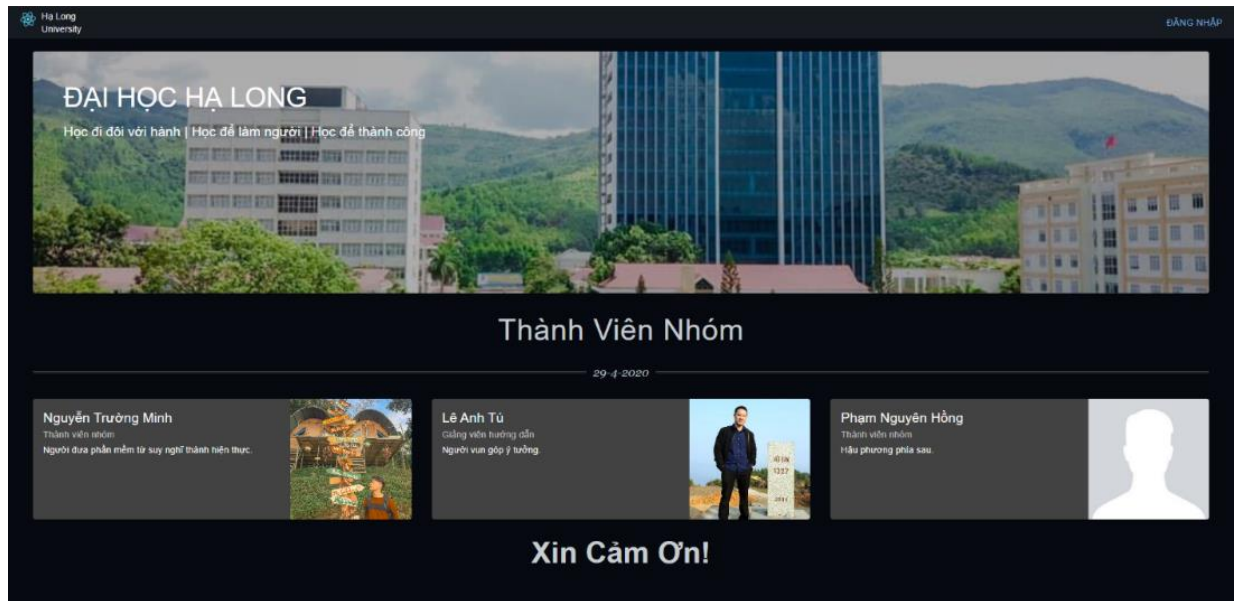 Hạ Long
University
ĐĂNG NHẬP
ĐẠI HỌC HẠ LONG
Học đi đôi với hành | Học để làm người | Học để thành công
Thành Viên Nhóm
29-4-2020
Nguyễn Trường Minh
Thành viên nhóm
Người đưa phần mềm từ suy nghĩ thành hiện thực.
Lê Anh Tú
Giảng viên hướng dẫn
Người vun góp ý tưởng.
Phạm Nguyên Hồng
Thành viên nhóm
Hậu phương phía sau.
Xin Cảm Ơn!